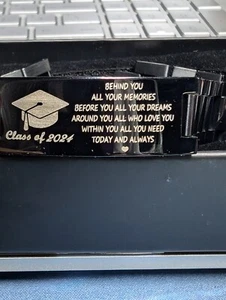 BEHIND YOU
ALL YOUR MEMORIES
BEFORE YOU ALL YOUR DREAMS
AROUND YOU ALL WHO LOVE YOU
WITHIN YOU ALL YOU NEED
TODAY AND ALWAYS
Class of 2024